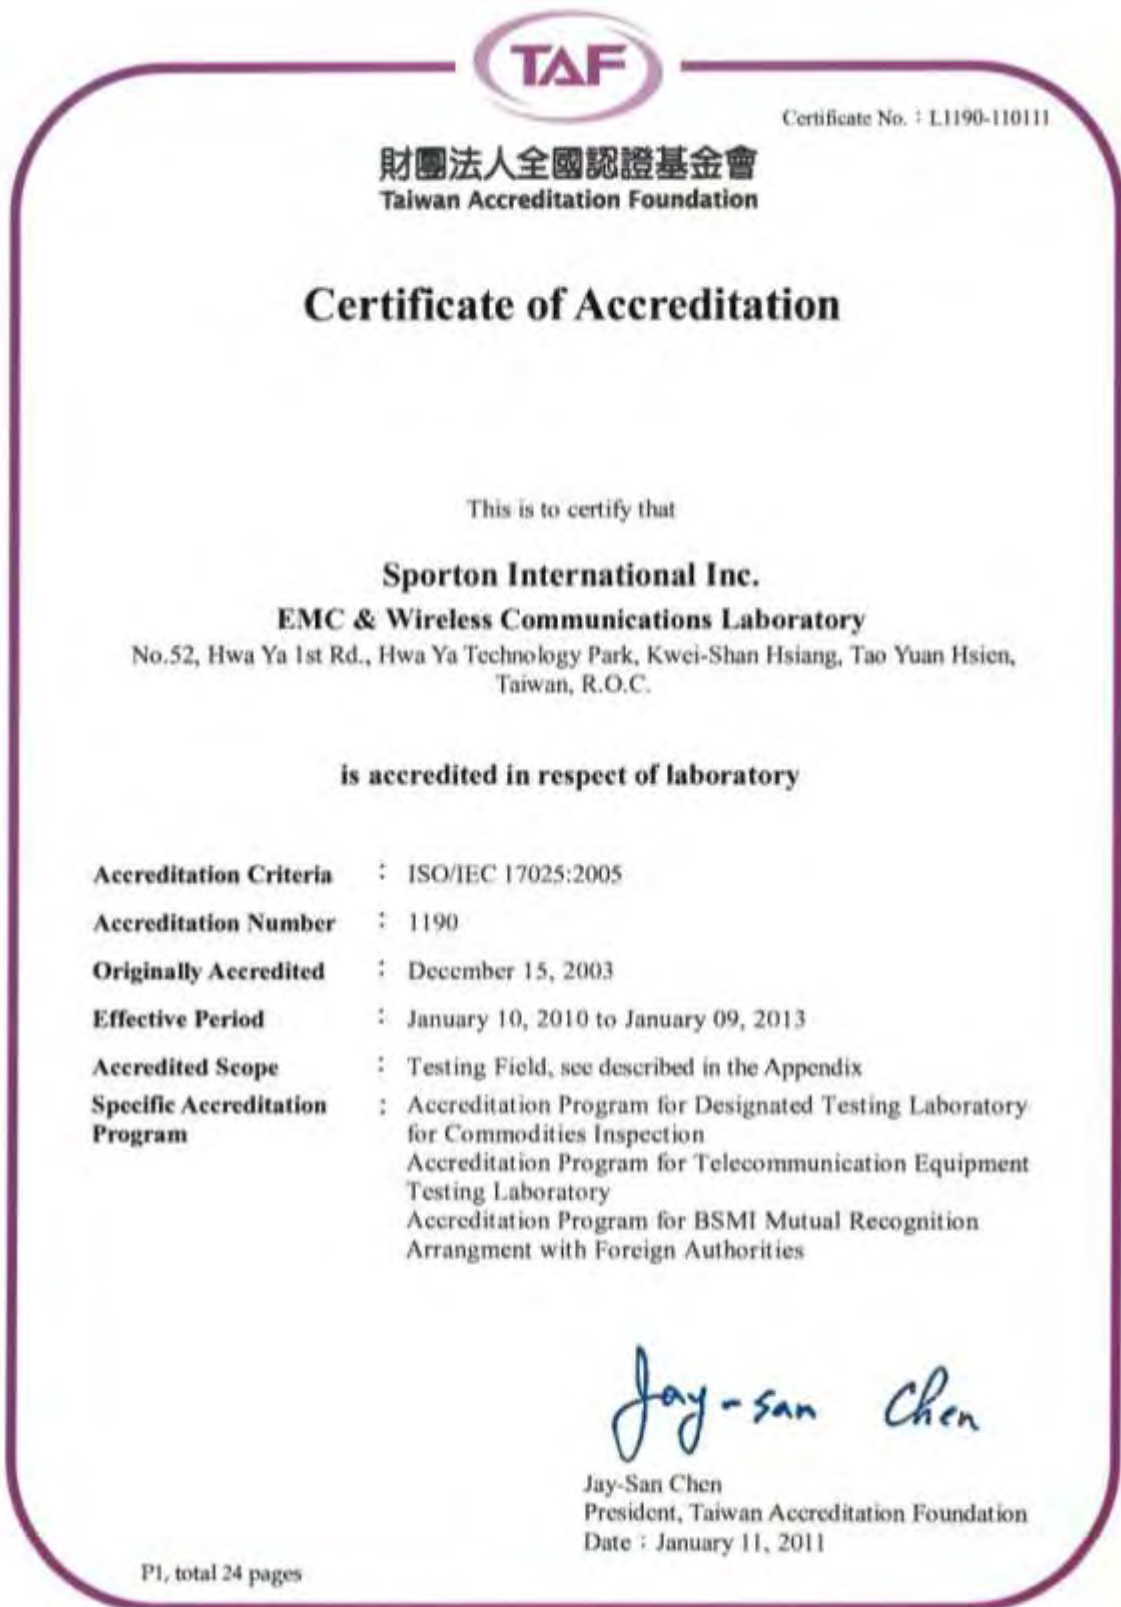 TAF
Certificate No.：L1190-110111
財團法人全國認證基金會
Taiwan Accreditation Foundation
Certificate of Accreditation
This is to certify that
Sporton International Inc.
EMC & Wireless Communications Laboratory
No.52, Hwa Ya 1st Rd., Hwa Ya Technology Park, Kwei-Shan Hsiang, Tao Yuan Hsien,
Taiwan, R.O.C.
is accredited in respect of laboratory
Accreditation Criteria : ISO/IEC 17025:2005
Accreditation Number : 1190
Originally Accredited : December 15, 2003
Effective Period : January 10, 2010 to January 09, 2013
Accredited Scope : Testing Field, see described in the Appendix
Specific Accreditation : Accreditation Program for Designated Testing Laboratory
Program for Commodities Inspection
Accreditation Program for Telecommunication Equipment
Testing Laboratory
Accreditation Program for BSMI Mutual Recognition
Arrangment with Foreign Authorities
Jay-san Chen
Jay-San Chen
President, Taiwan Accreditation Foundation
Date：January 11, 2011
P1, total 24 pages